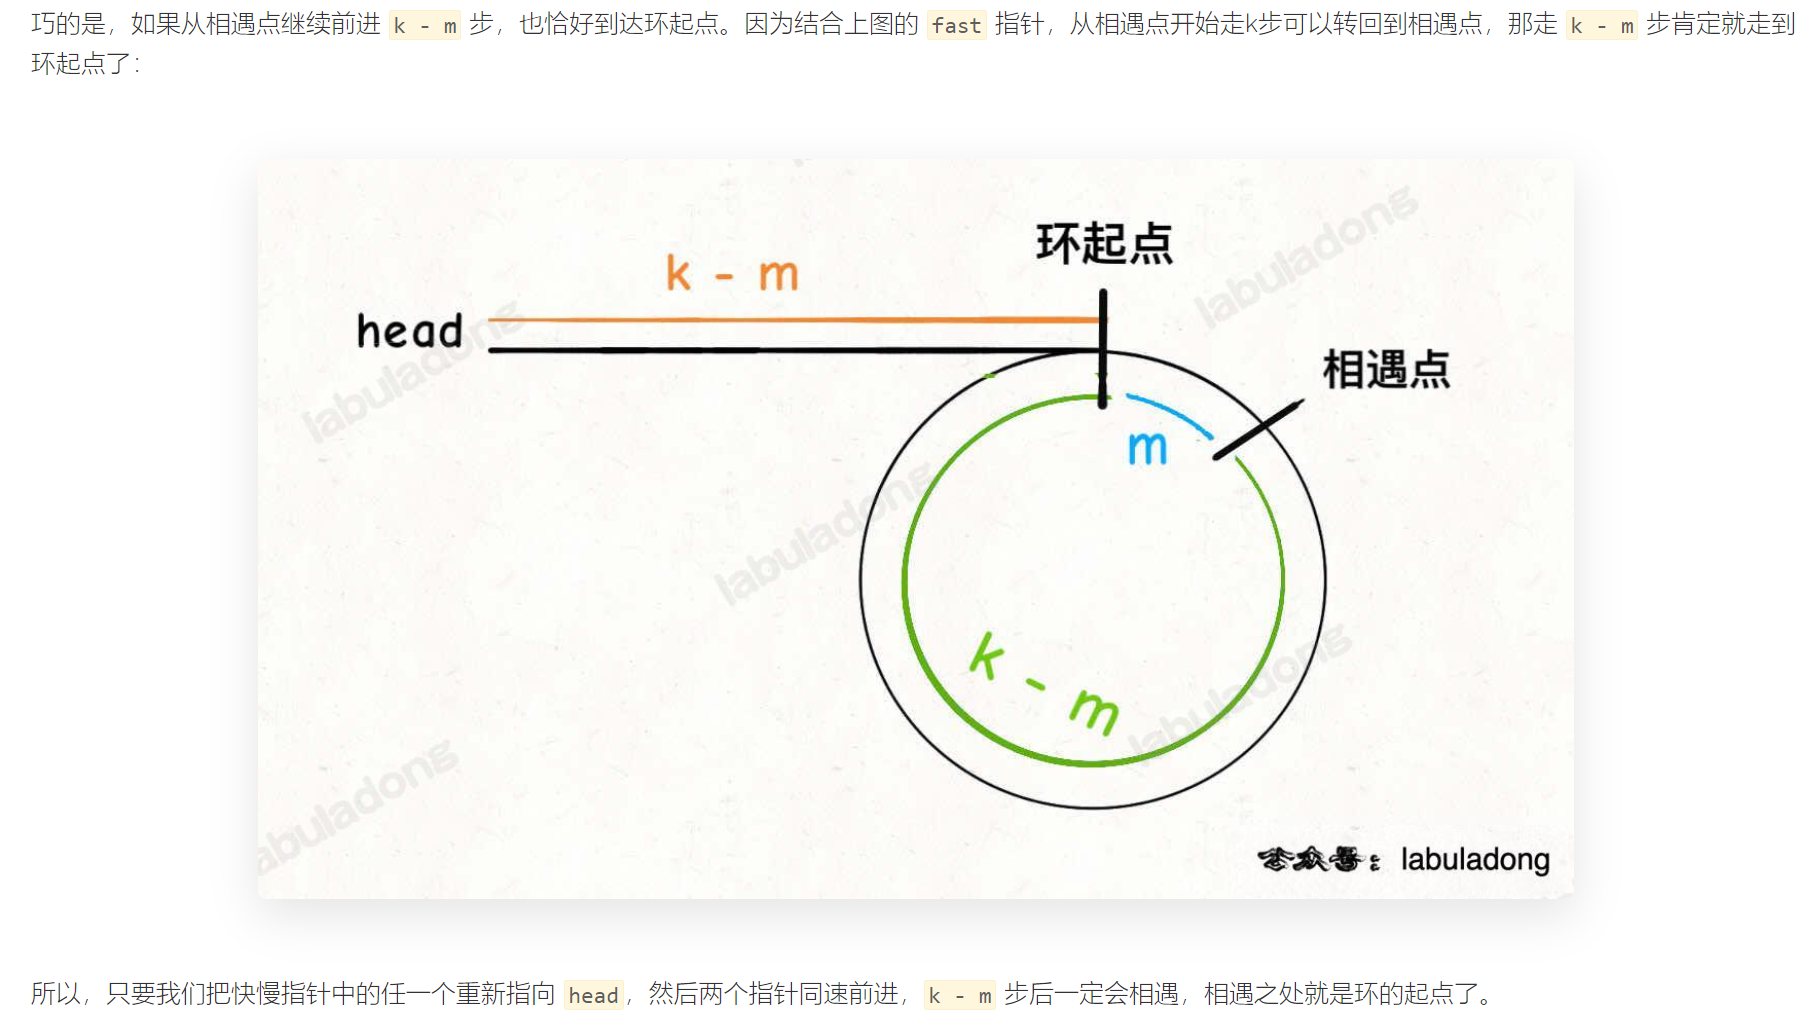 巧的是，如果从相遇点继续前进 k - m 步，也恰好到达环起点。因为结合上图的 fast 指针，从相遇点开始走k步可以转回到相遇点，那走 k - m 步肯定就走到
环起点了：
环起点
k - m
head
相遇点
m
k - m
labuladong
labuladong
labuladong
labuladong
labuladong
公众号：labuladong
所以，只要我们把快慢指针中的任一个重新指向 head，然后两个指针同速前进，k - m 步后一定会相遇，相遇之处就是环的起点了。